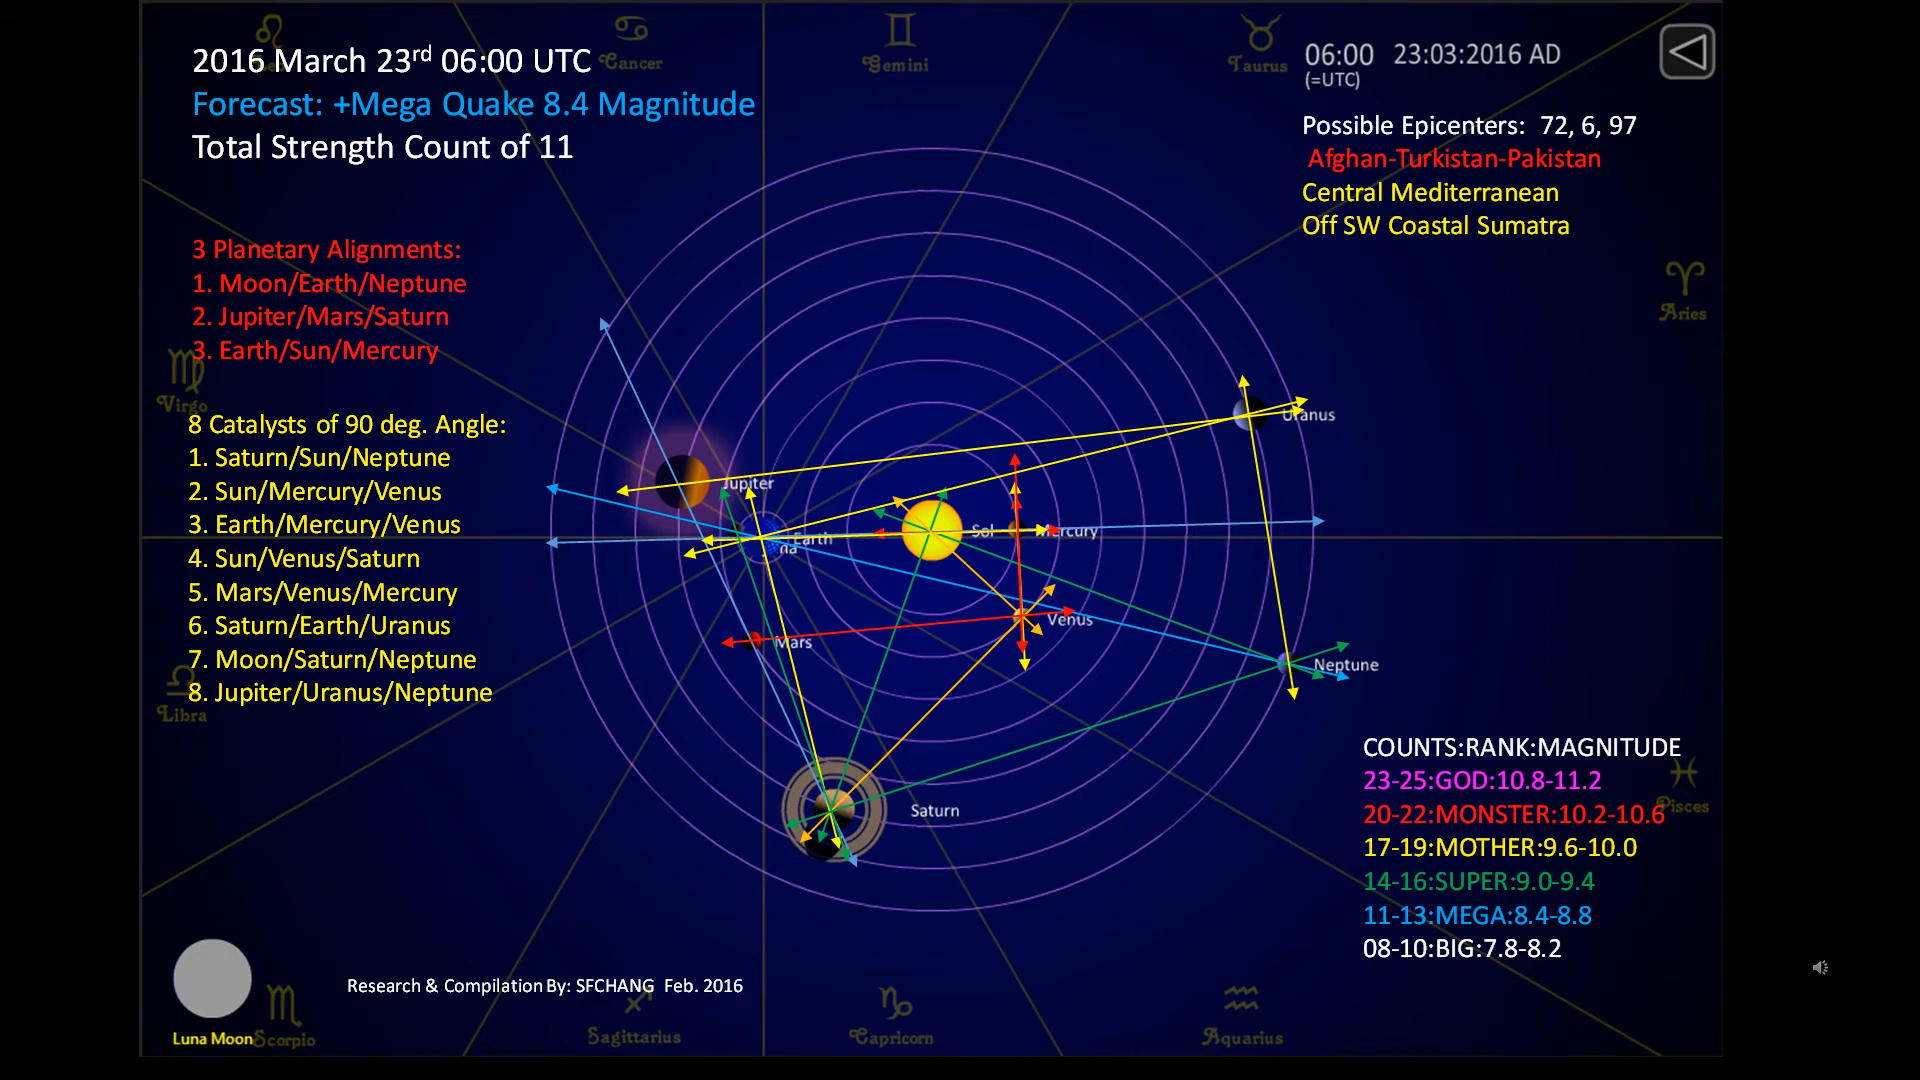 2016 March 23rd 06:00 UTC
Forecast: +Mega Quake 8.4 Magnitude
Total Strength Count of 11
Cancer
Gemini
Taurus
06:00 23:03:2016 AD
(=UTC)
Possible Epicenters: 72, 6, 97
Afghan-Turkistan-Pakistan
Central Mediterranean
Off SW Coastal Sumatra
3 Planetary Alignments:
1. Moon/Earth/Neptune
2. Jupiter/Mars/Saturn
3. Earth/Sun/Mercury
Aries
Virgo
8 Catalysts of 90 deg. Angle:
1. Saturn/Sun/Neptune
2. Sun/Mercury/Venus
3. Earth/Mercury/Venus
4. Sun/Venus/Saturn
5. Mars/Venus/Mercury
6. Saturn/Earth/Uranus
7. Moon/Saturn/Neptune
8. Jupiter/Uranus/Neptune
Libra
Uranus
Jupiter
Earth
Sol
Mercury
Venus
Mars
Neptune
Saturn
COUNTS:RANK:MAGNITUDE
23-25:GOD:10.8-11.2
20-22:MONSTER:10.2-10.6
17-19:MOTHER:9.6-10.0
14-16:SUPER:9.0-9.4
11-13:MEGA:8.4-8.8
08-10:BIG:7.8-8.2
Pisces
Research & Compilation By: SFCHANG Feb. 2016
Luna Moon
Scorpio
Sagittarius
Capricorn
Aquarius